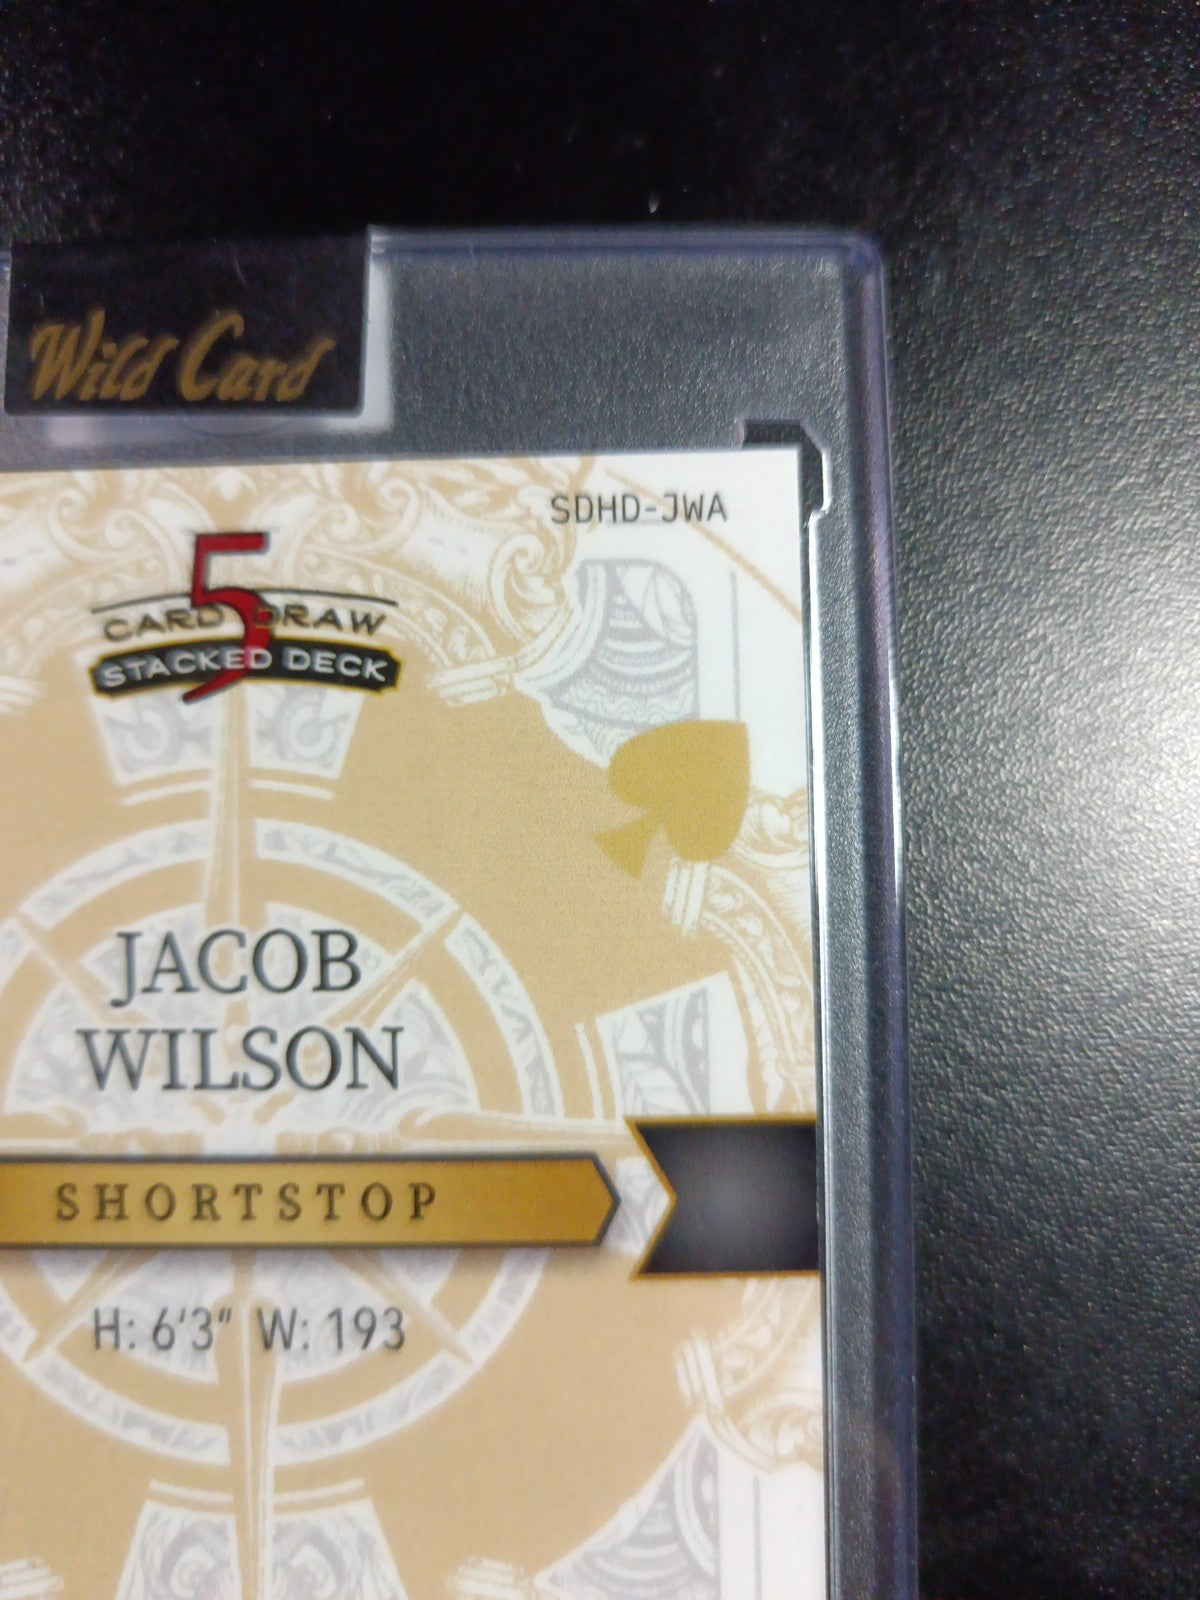 Wild Card
SDHD-JWA
5
CARD DRAW
STACKED DECK
JACOB
WILSON
SHORTSTOP
H: 6'3" W: 193